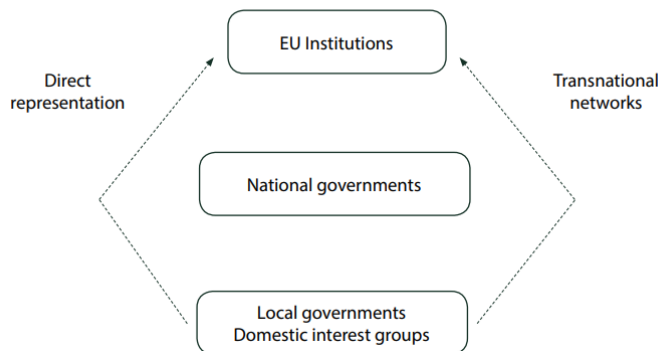 EU Institutions
Direct
representation
Transnational
networks
National governments
Local governments
Domestic interest groups